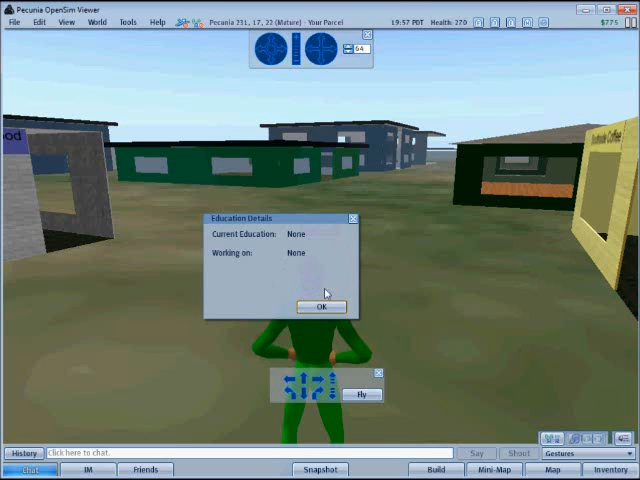 Pecunia OpenSim Viewer
File Edit View World Tools Help Pecunia 231, 17, 22 (Mature) - Your Parcel 19:57 PDT Health: 270 $775
64
Education Details
Current Education: None
Working on: None
OK
Fly
History Click here to chat. Say Shout Gestures
Chat IM Friends Snapshot Build Mini-Map Map Inventory